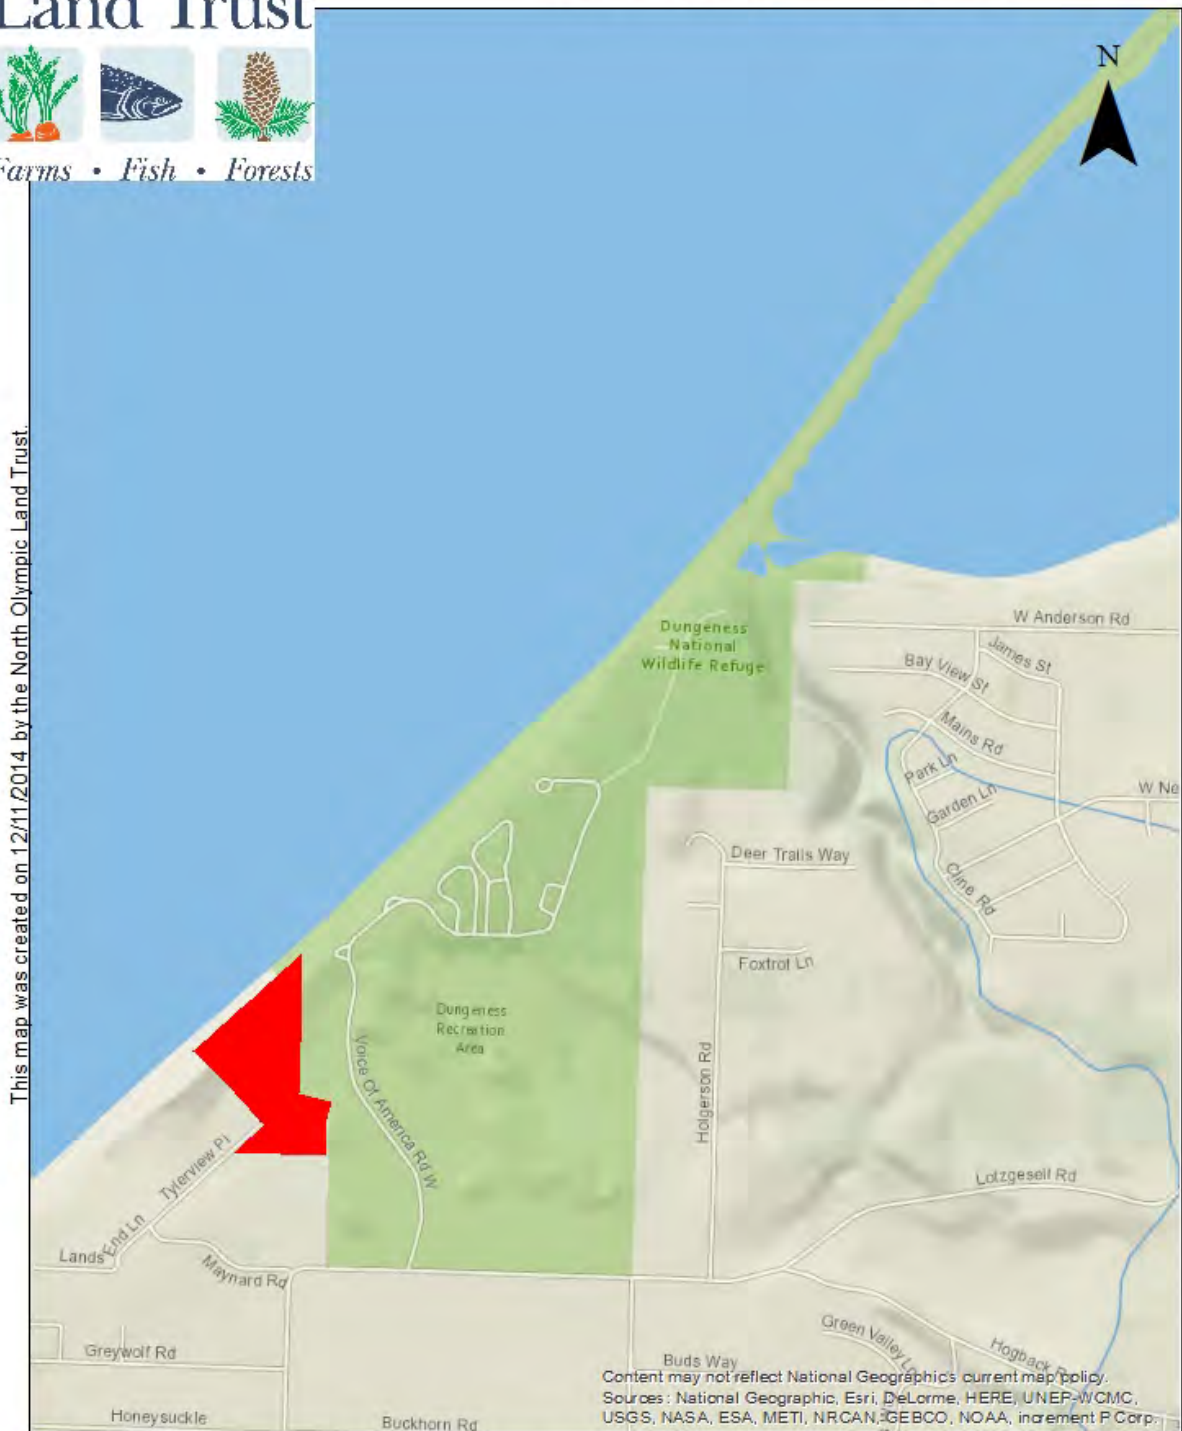 Land Trust
Farms • Fish • Forests
N
This map was created on 12/11/2014 by the North Olympic Land Trust.
Dungeness
National
Wildlife Refuge
W Anderson Rd
James St
Bay View St
Mains Rd
Park Ln
Garden Ln
W Ne
Cline Rd
Deer Trails Way
Foxtrot Ln
Dungeness
Recreation
Area
Voice Of America Rd W
Holgerson Rd
Lotzgesell Rd
Tylerview Pl
Lands End Ln
Maynard Rd
Greywolf Rd
Green Valley Ln
Hogback Rd
Buds Way
Honeysuckle
Buckhorn Rd
Content may not reflect National Geographic's current map policy.
Sources: National Geographic, Esri, DeLorme, HERE, UNEP-WCMC,
USGS, NASA, ESA, METI, NRCAN, GEBCO, NOAA, increment P Corp.